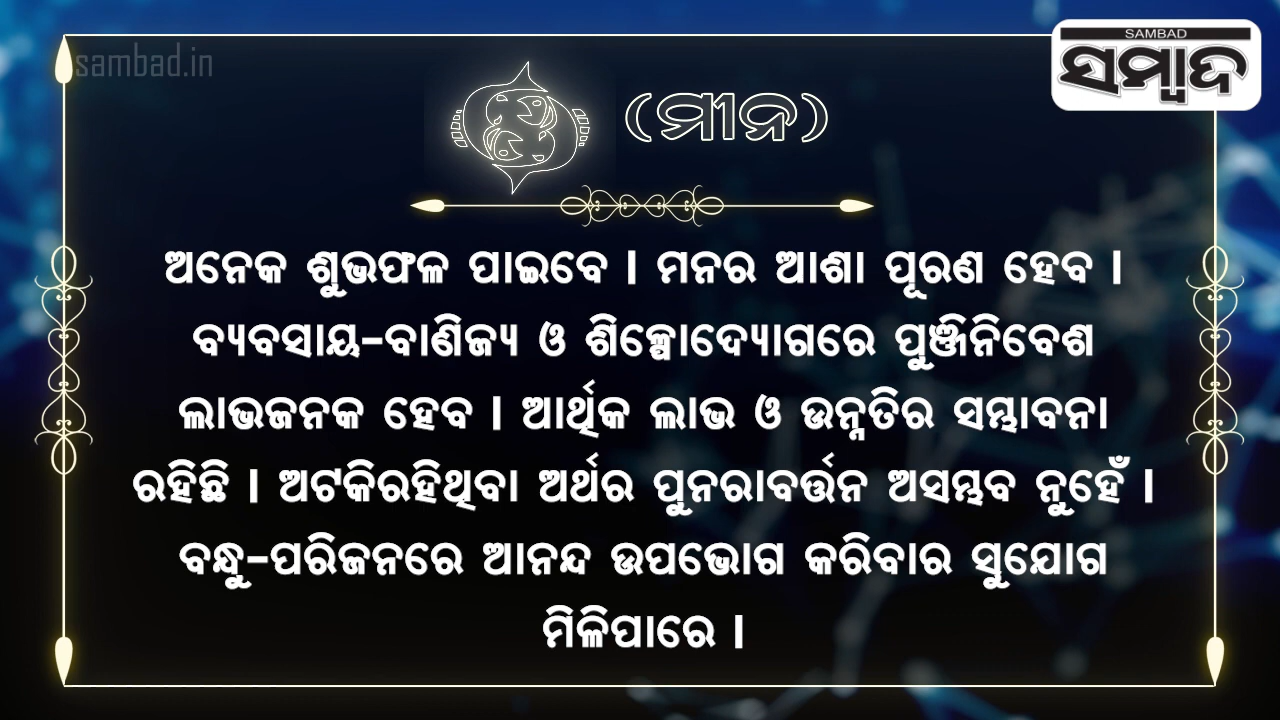 sambad.in
SAMBAD
ସମ୍ବାଦ
(ମୀନ)
ଅନେକ ଶୁଭଫଳ ପାଇବେ । ମନର ଆଶା ପୂରଣ ହେବ ।
ବ୍ୟବସାୟ-ବାଣିଜ୍ୟ ଓ ଶିଳ୍ପୋଦ୍ୟୋଗରେ ପୁଞ୍ଜିନିବେଶ
ଲାଭଜନକ ହେବ । ଆର୍ଥିକ ଲାଭ ଓ ଉନ୍ନତିର ସମ୍ଭାବନା
ରହିଛି । ଅଟକିରହିଥିବା ଅର୍ଥର ପୁନରାବର୍ତ୍ତନ ଅସମ୍ଭବ ନୁହେଁ ।
ବନ୍ଧୁ-ପରିଜନରେ ଆନନ୍ଦ ଉପଭୋଗ କରିବାର ସୁଯୋଗ
ମିଳିପାରେ ।